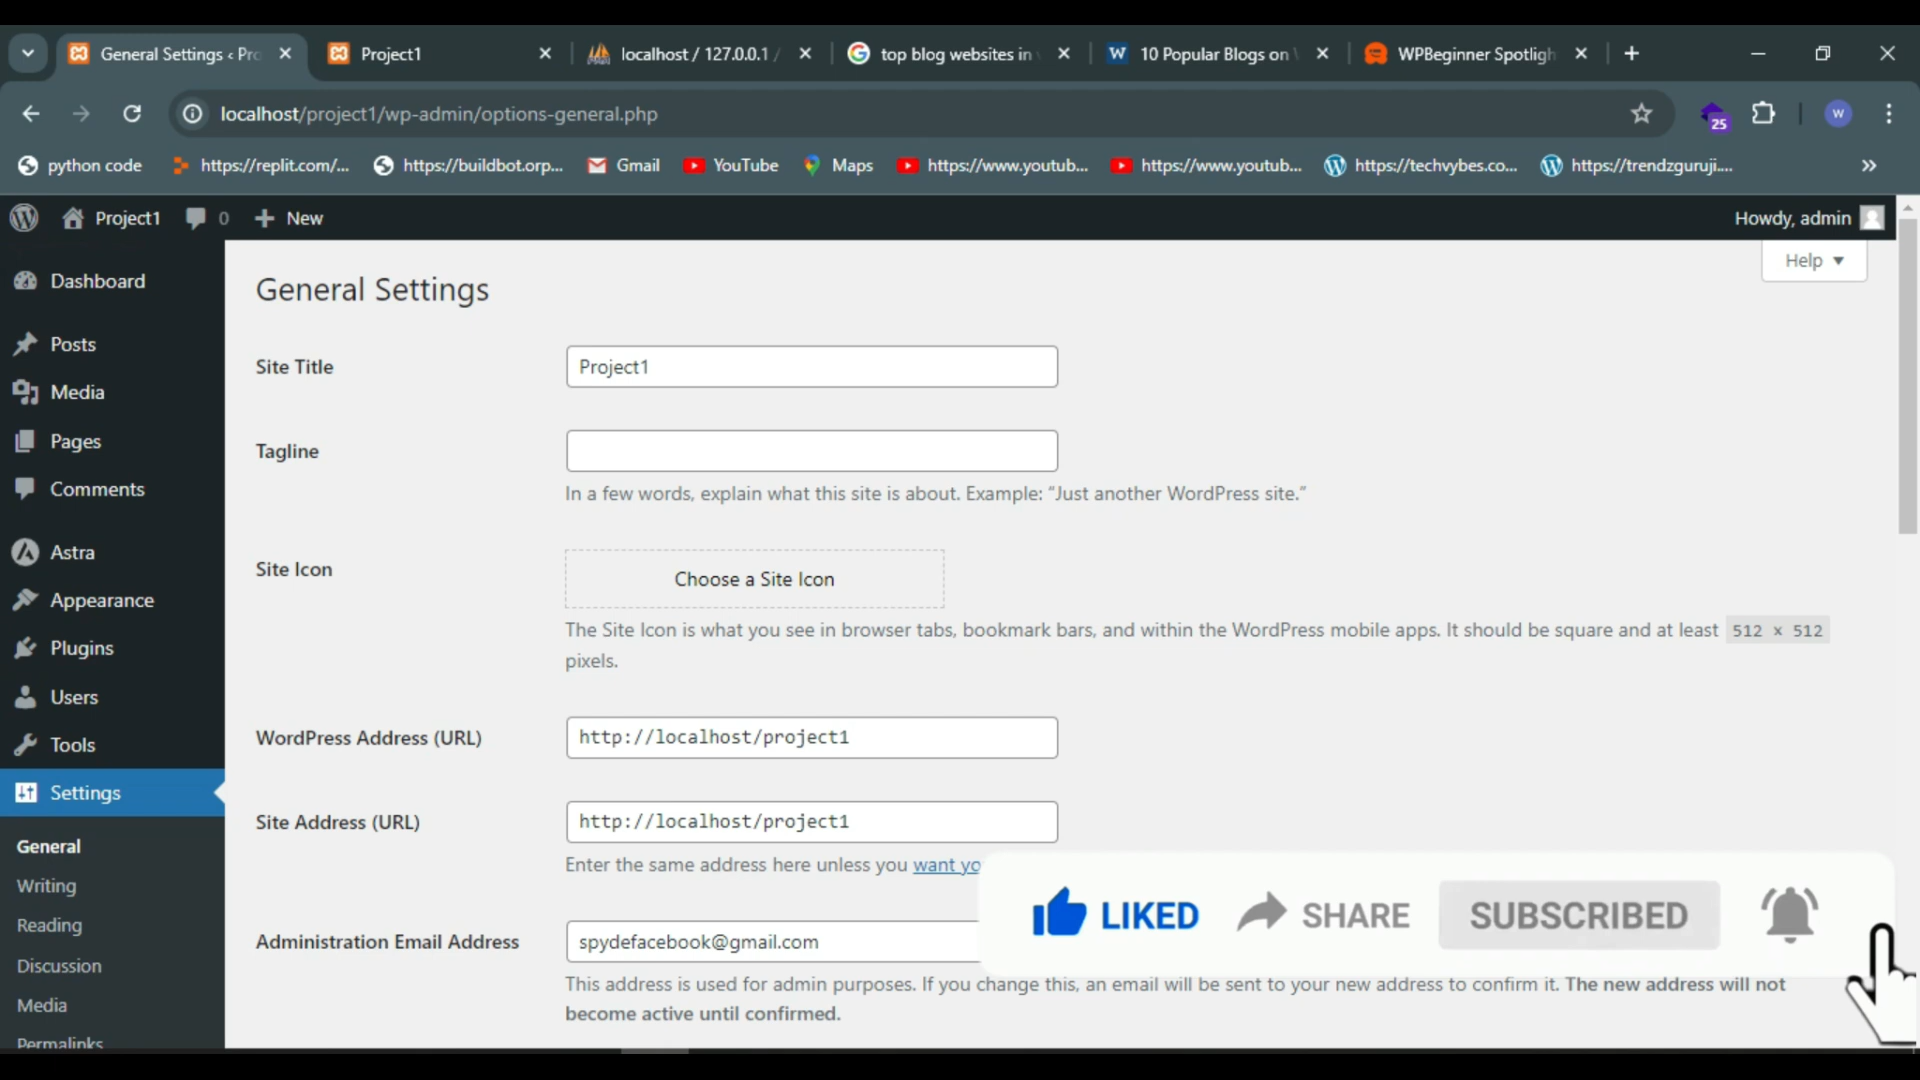 General Settings ‹ Pro
Project1
localhost / 127.0.0.1 /
top blog websites in
10 Popular Blogs on
WPBeginner Spotligh
localhost/project1/wp-admin/options-general.php
25
W
python code
https://replit.com/...
https://buildbot.orp...
Gmail
YouTube
Maps
https://www.youtub...
https://www.youtub...
https://techvybes.co...
https://trendzguruji....
Project1
0
New
Howdy, admin
Help
Dashboard
Posts
Media
Pages
Comments
Astra
Appearance
Plugins
Users
Tools
Settings
General
Writing
Reading
Discussion
Media
Permalinks
General Settings
Site Title
Project1
Tagline
In a few words, explain what this site is about. Example: “Just another WordPress site.”
Site Icon
Choose a Site Icon
The Site Icon is what you see in browser tabs, bookmark bars, and within the WordPress mobile apps. It should be square and at least 512 × 512
pixels.
WordPress Address (URL)
http://localhost/project1
Site Address (URL)
http://localhost/project1
Enter the same address here unless you want yo
Administration Email Address
spydefacebook@gmail.com
This address is used for admin purposes. If you change this, an email will be sent to your new address to confirm it. The new address will not
become active until confirmed.
LIKED
SHARE
SUBSCRIBED